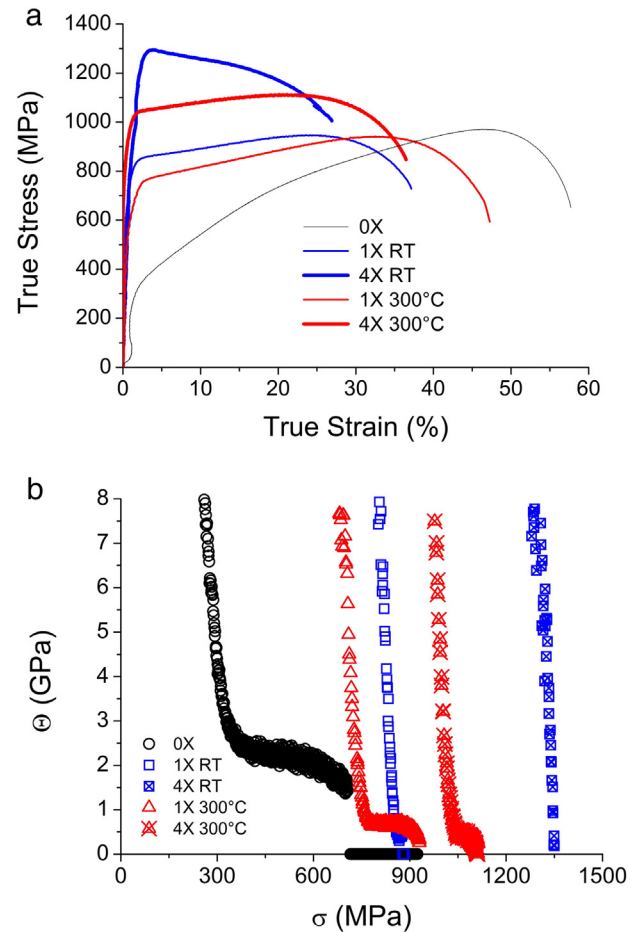 a
1400
1200
1000
800
600
400
200
0
True Stress (MPa)
0X
1X RT
4X RT
1X 300°C
4X 300°C
0 10 20 30 40 50 60
True Strain (%)
b
8
7
6
5
4
3
2
1
0
Θ (GPa)
0X
1X RT
4X RT
1X 300°C
4X 300°C
300 600 900 1200 1500
σ (MPa)